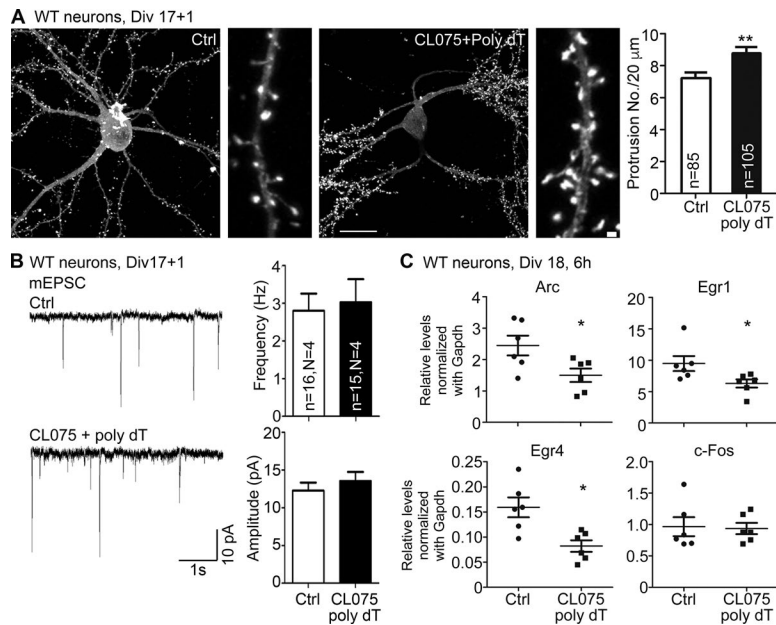 A WT neurons, Div 17+1
Ctrl
CL075+Poly dT
**
Protrusion No./20 μm
10
8
6
4
2
0
n=85
n=105
Ctrl
CL075
poly dT
B WT neurons, Div17+1
mEPSC
Ctrl
CL075 + poly dT
10 pA
1s
Frequency (Hz)
4
3
2
1
0
n=16,N=4
n=15,N=4
Amplitude (pA)
20
15
10
5
0
Ctrl
CL075
poly dT
C WT neurons, Div 18, 6h
Arc
Relative levels
normalized
with Gapdh
4
3
2
1
0
*
Egr1
20
15
10
5
0
*
Egr4
Relative levels
normalized
with Gapdh
0.25
0.20
0.15
0.10
0.05
0.00
*
Ctrl
CL075
poly dT
c-Fos
2.0
1.5
1.0
0.5
0.0
Ctrl
CL075
poly dT